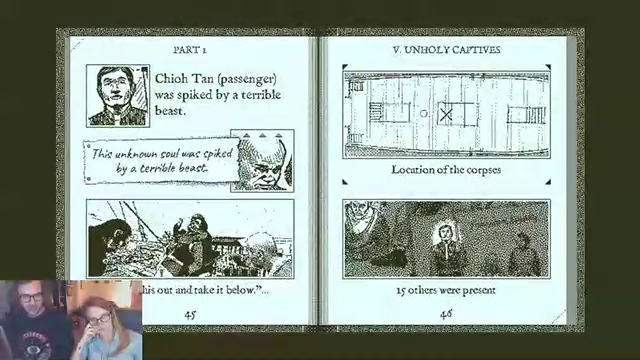 PART 1
Chioh Tan (passenger)
was spiked by a terrible
beast.
This unknown soul was spiked
by a terrible beast.
his out and take it below."...
45
V. UNHOLY CAPTIVES
Location of the corpses
15 others were present
46